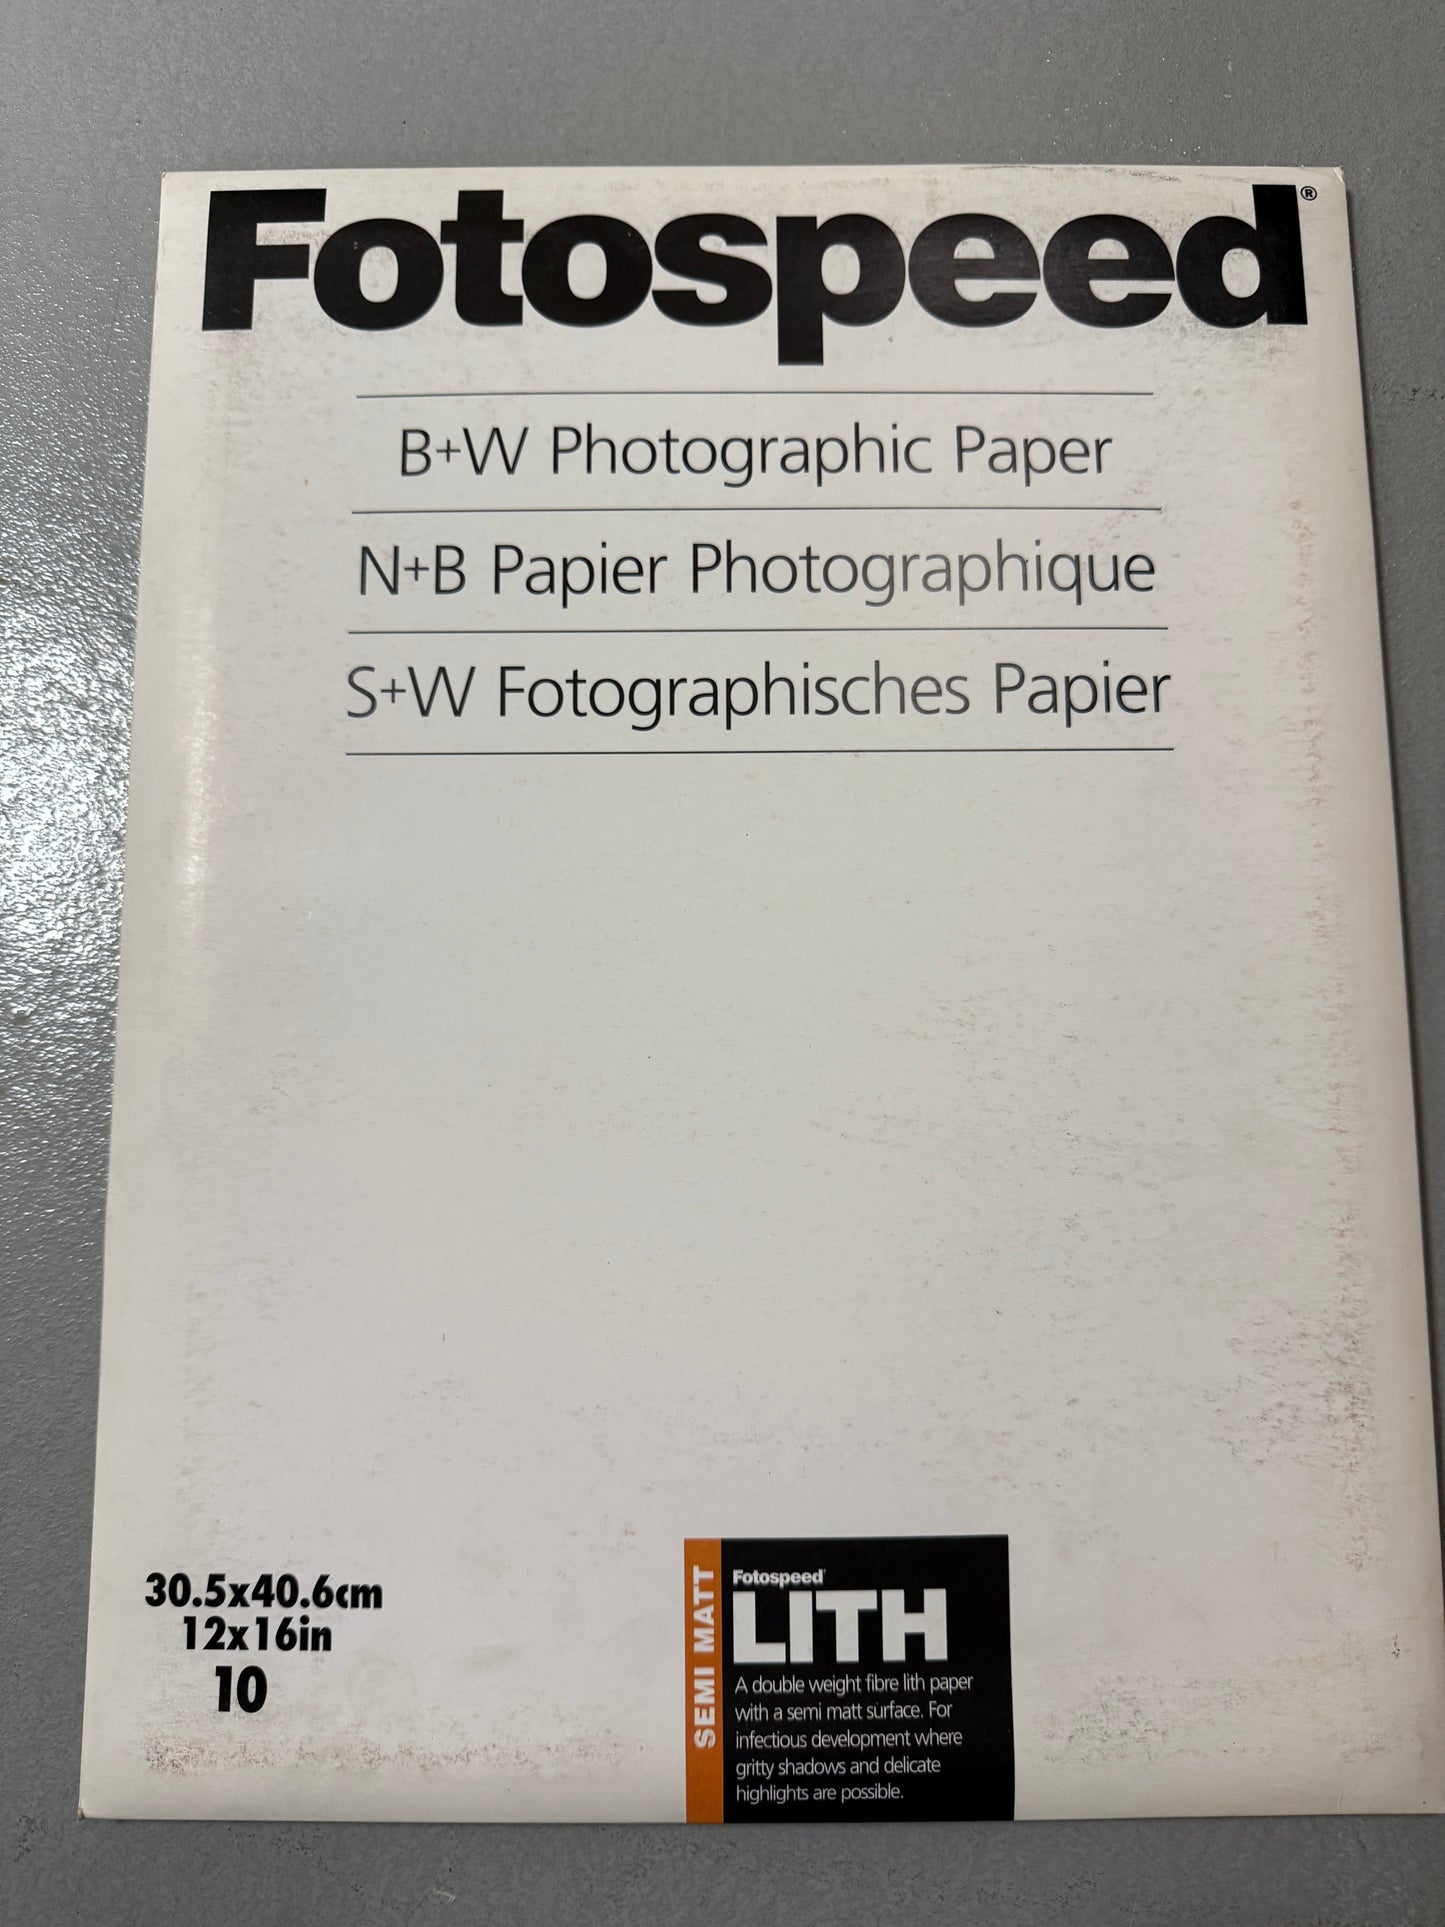 Fotospeed®
B+W Photographic Paper
N+B Papier Photographique
S+W Fotographisches Papier
30.5x40.6cm
12x16in
10
SEMI MATT
Fotospeed
LITH
A double weight fibre lith paper
with a semi matt surface. For
infectious development where
gritty shadows and delicate
highlights are possible.